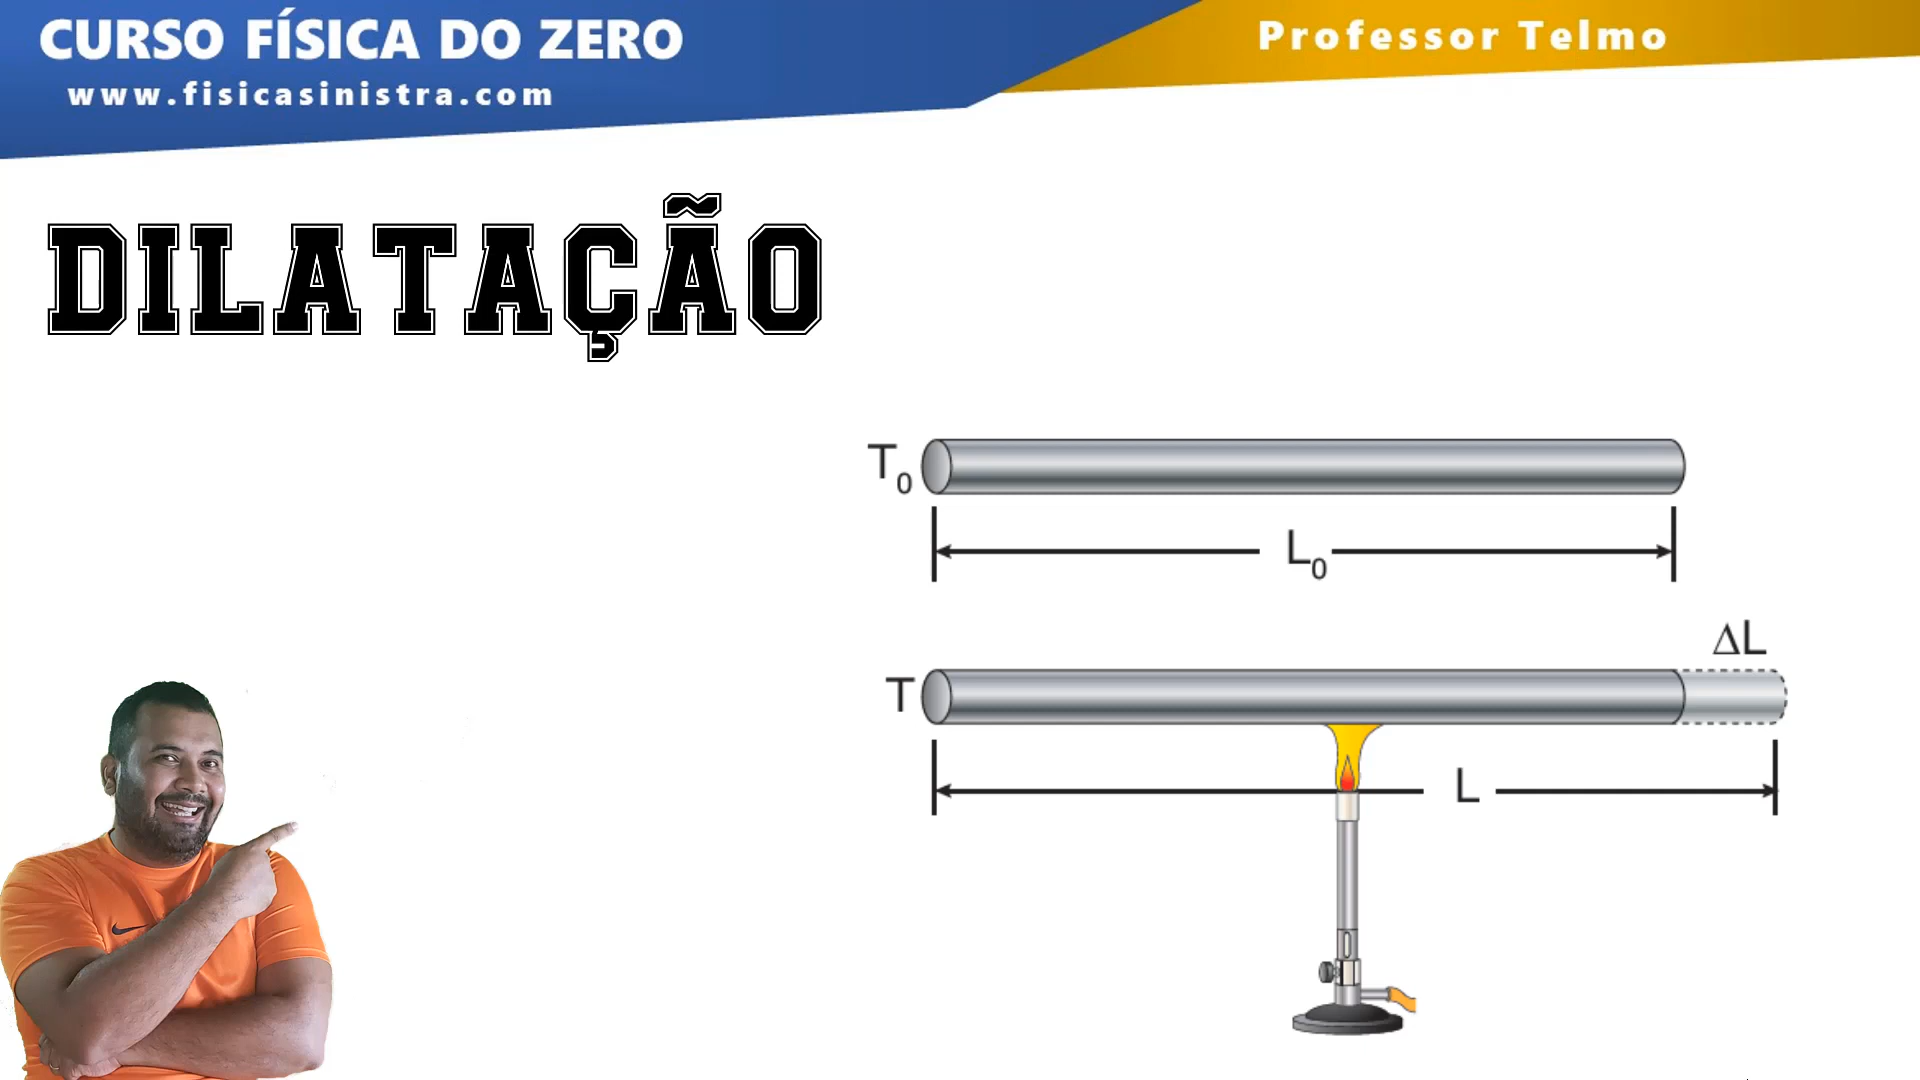 CURSO FÍSICA DO ZERO
www.fisicasinistra.com
Professor Telmo
DILATAÇÃO
T₀
L₀
ΔL
T
L